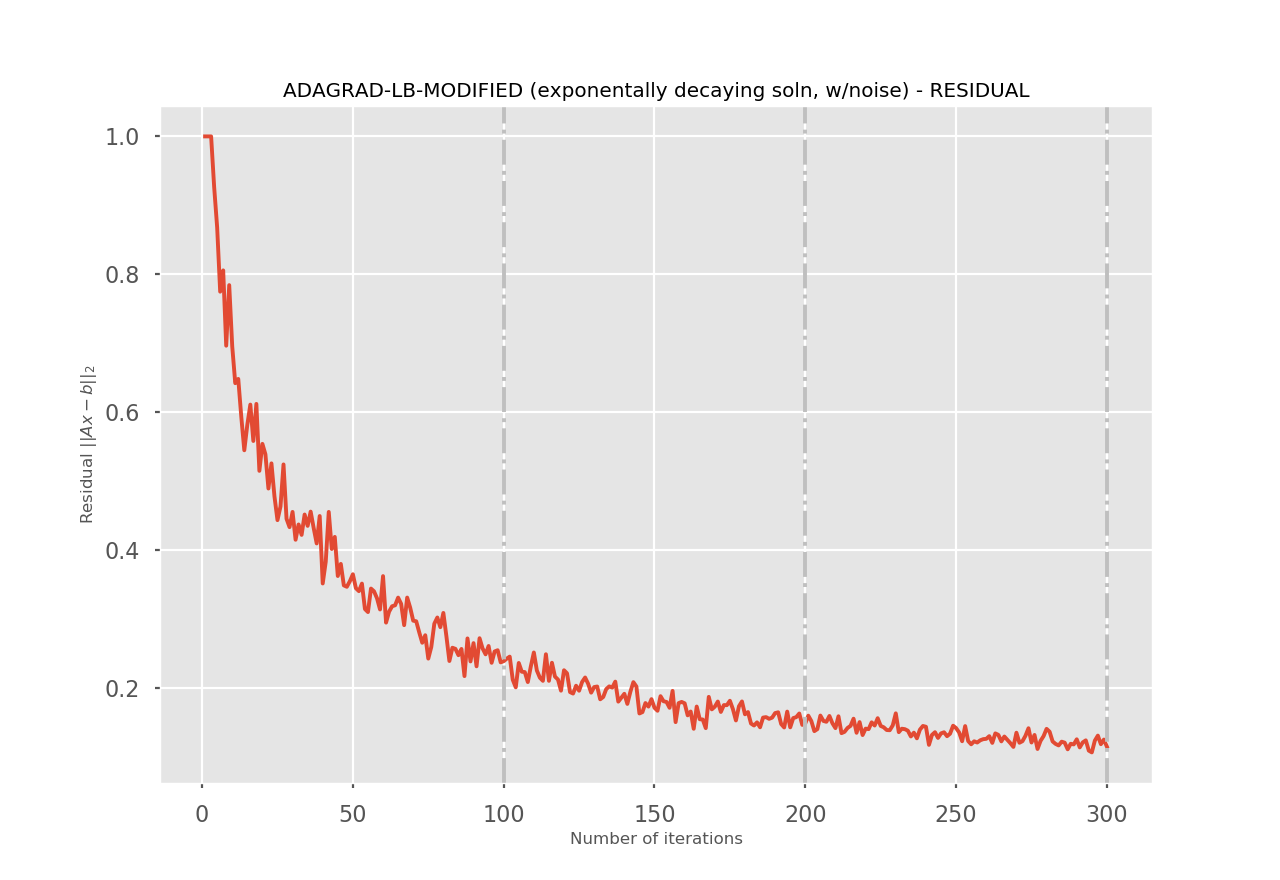 ADAGRAD-LB-MODIFIED (exponentially decaying soln, w/noise) - RESIDUAL
Residual ||Ax − b||₂
1.0
0.8
0.6
0.4
0.2
0 50 100 150 200 250 300
Number of iterations